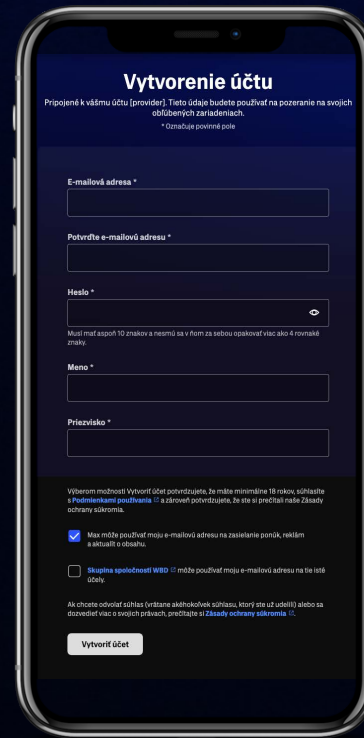 Vytvorenie účtu
Pripojené k vášmu účtu [provider]. Tieto údaje budete používať na pozeranie na svojich
obľúbených zariadeniach.
* Označuje povinné pole
E-mailová adresa *
Potvrďte e-mailovú adresu *
Heslo *
Musí mať aspoň 10 znakov a nesmú sa v ňom za sebou opakovať viac ako 4 rovnaké
znaky.
Meno *
Priezvisko *
Výberom možnosti Vytvoriť účet potvrdzujete, že máte minimálne 18 rokov, súhlasíte
s Podmienkami používania a zároveň potvrdzujete, že ste si prečítali naše Zásady
ochrany súkromia.
Max môže používať moju e-mailovú adresu na zasielanie ponúk, reklám
a aktualít o obsahu.
Skupina spoločností WBD môže používať moju e-mailovú adresu na tie isté
účely.
Ak chcete odvolať súhlas (vrátane akéhokoľvek súhlasu, ktorý ste už udelili) alebo sa
dozvedieť viac o svojich právach, prečítajte si Zásady ochrany súkromia.
Vytvoriť účet